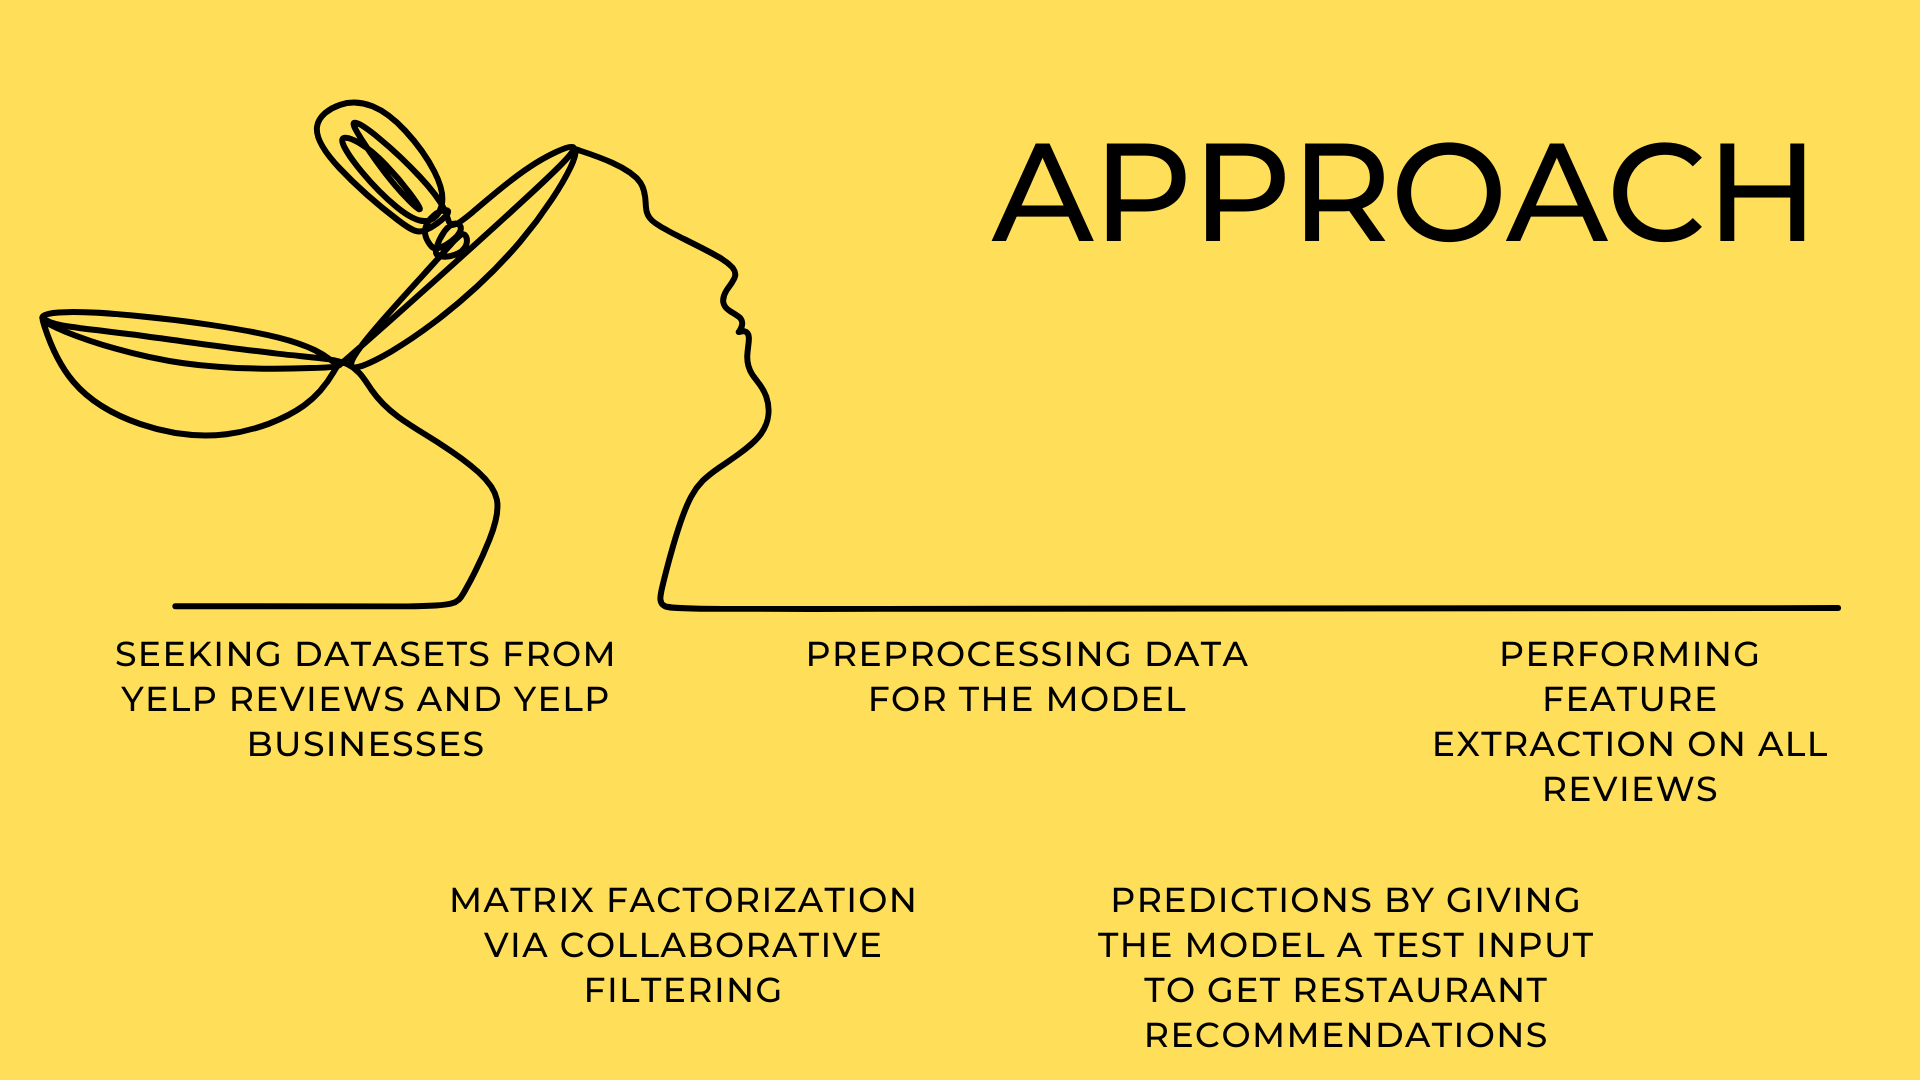 APPROACH
SEEKING DATASETS FROM
YELP REVIEWS AND YELP
BUSINESSES
PREPROCESSING DATA
FOR THE MODEL
PERFORMING
FEATURE
EXTRACTION ON ALL
REVIEWS
MATRIX FACTORIZATION
VIA COLLABORATIVE
FILTERING
PREDICTIONS BY GIVING
THE MODEL A TEST INPUT
TO GET RESTAURANT
RECOMMENDATIONS